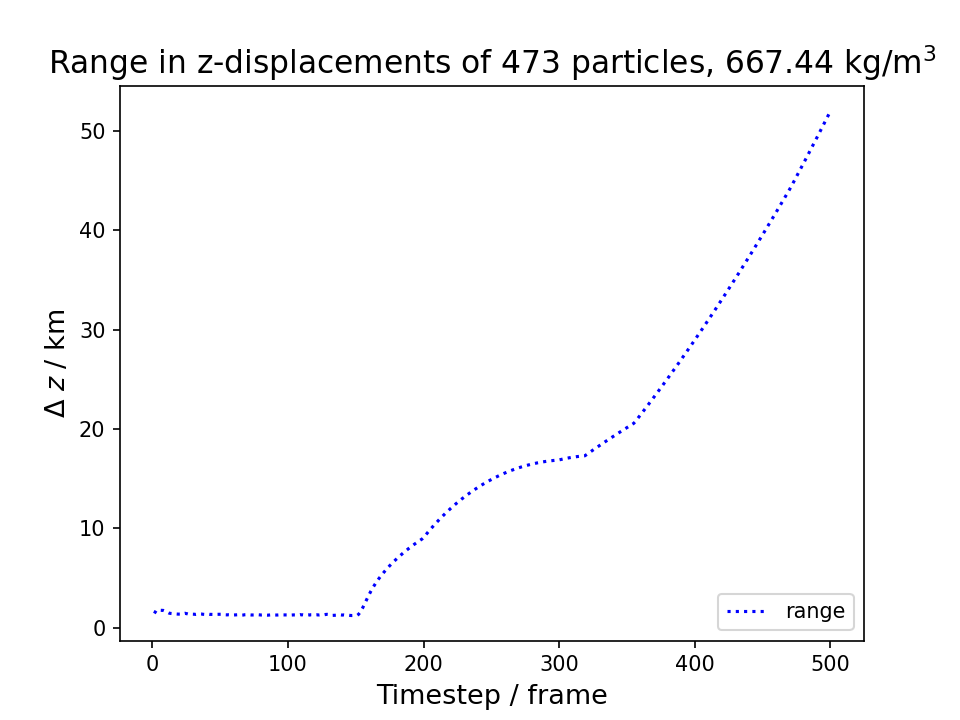 Range in z-displacements of 473 particles, 667.44 kg/m³
50
40
30
20
10
0
Δ z / km
range
0 100 200 300 400 500
Timestep / frame